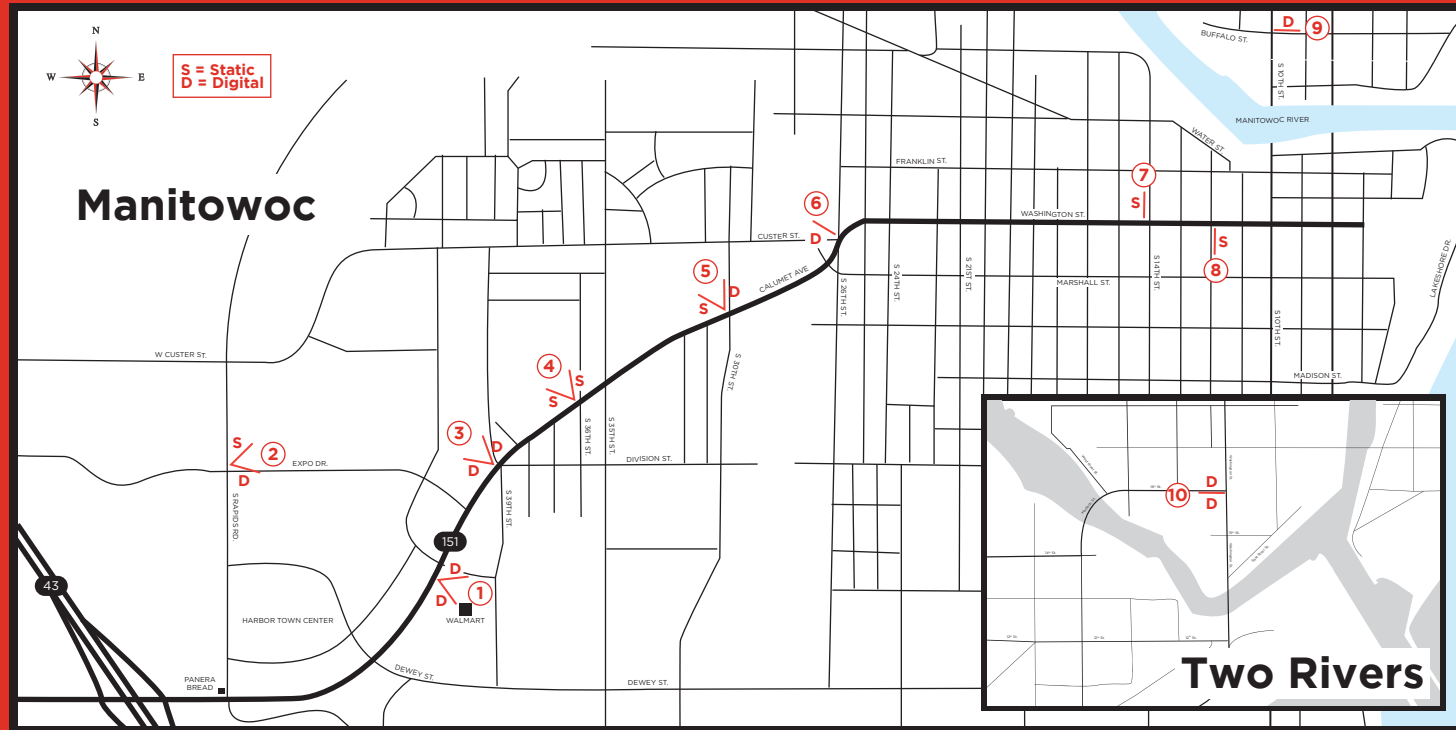 N
W
E
S
S = Static
D = Digital
Manitowoc
BUFFALO ST.
D
9
S 10TH ST.
MANITOWOC RIVER
WATER ST.
FRANKLIN ST.
7
S
WASHINGTON ST.
6
D
CUSTER ST.
S
8
5
D
S
CALUMET AVE
S 26TH ST.
S 24TH ST.
S 21ST ST.
MARSHALL ST.
S 14TH ST.
LAKESHORE DR.
S 10TH ST.
W CUSTER ST.
4
S
S
S 30TH ST.
MADISON ST.
3
D
D
S 36TH ST.
S 35TH ST.
DIVISION ST.
S
2
D
EXPO DR.
S RAPIDS RD.
S 39TH ST.
151
43
D
D
1
WALMART
HARBOR TOWN CENTER
PANERA
BREAD
DEWEY ST.
DEWEY ST.
10
D
D
Two Rivers